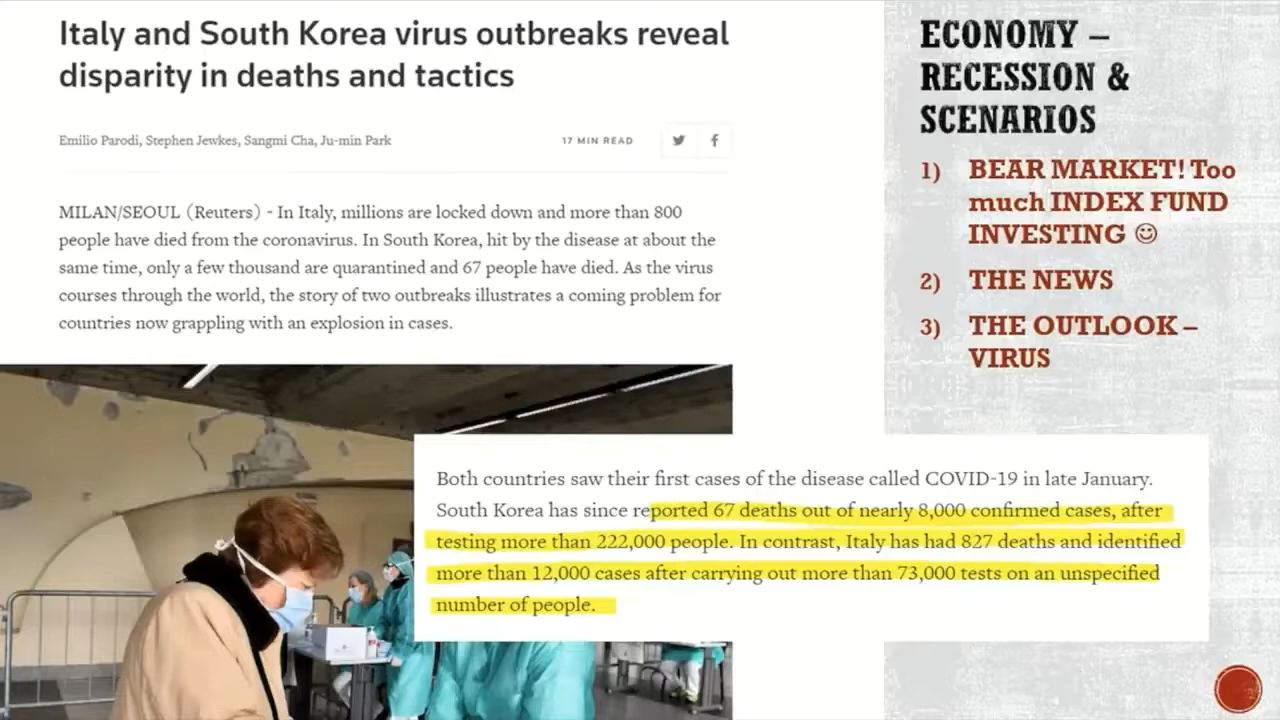 Italy and South Korea virus outbreaks reveal
disparity in deaths and tactics
Emilio Parodi, Stephen Jewkes, Sangmi Cha, Ju-min Park
17 MIN READ
MILAN/SEOUL (Reuters) - In Italy, millions are locked down and more than 800
people have died from the coronavirus. In South Korea, hit by the disease at about the
same time, only a few thousand are quarantined and 67 people have died. As the virus
courses through the world, the story of two outbreaks illustrates a coming problem for
countries now grappling with an explosion in cases.
Both countries saw their first cases of the disease called COVID-19 in late January.
South Korea has since reported 67 deaths out of nearly 8,000 confirmed cases, after
testing more than 222,000 people. In contrast, Italy has had 827 deaths and identified
more than 12,000 cases after carrying out more than 73,000 tests on an unspecified
number of people.
ECONOMY –
RECESSION &
SCENARIOS
1) BEAR MARKET! Too
much INDEX FUND
INVESTING ☺
2) THE NEWS
3) THE OUTLOOK –
VIRUS